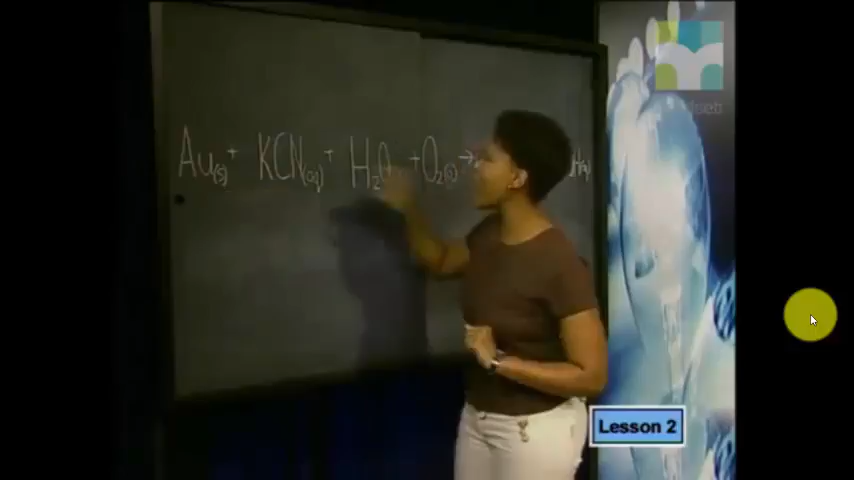 Au(s) + KCN(aq) + H₂O + O₂(g) →
Lesson 2